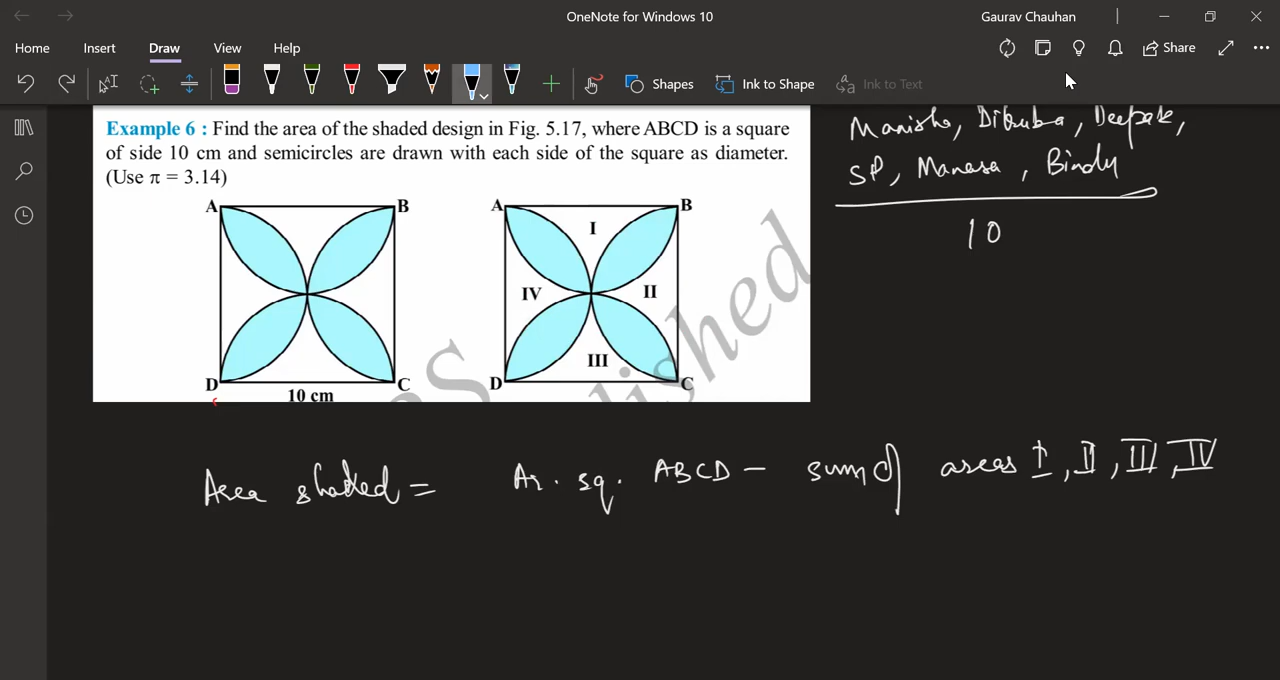 OneNote for Windows 10
Gaurav Chauhan
Home Insert Draw View Help
Share
Shapes Ink to Shape Ink to Text
Example 6 : Find the area of the shaded design in Fig. 5.17, where ABCD is a square
of side 10 cm and semicircles are drawn with each side of the square as diameter.
(Use π = 3.14)
Manisha, Dibuba, Deepak,
SP, Manasa, Bindy
10
A B A B
I
IV II
III
D C D C
10 cm
S
lished
Area shaded = Ar. sq. ABCD - sum of areas I, II, III, IV